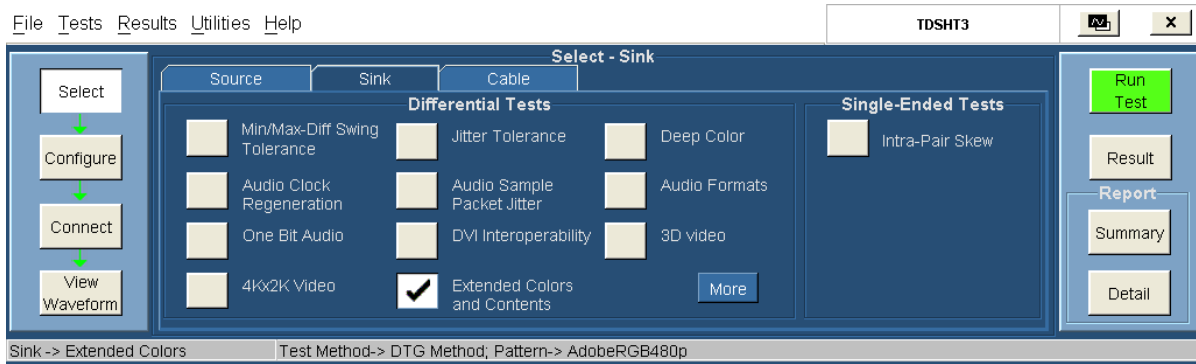 File Tests Results Utilities Help
TDSHT3
x
Select - Sink
Select
Configure
Connect
View
Waveform
Source
Sink
Cable
Differential Tests
Min/Max-Diff Swing
Tolerance
Jitter Tolerance
Deep Color
Audio Clock
Regeneration
Audio Sample
Packet Jitter
Audio Formats
One Bit Audio
DVI Interoperability
3D video
4Kx2K Video
Extended Colors
and Contents
More
Single-Ended Tests
Intra-Pair Skew
Run
Test
Result
Report
Summary
Detail
Sink -> Extended Colors
Test Method-> DTG Method; Pattern-> AdobeRGB480p